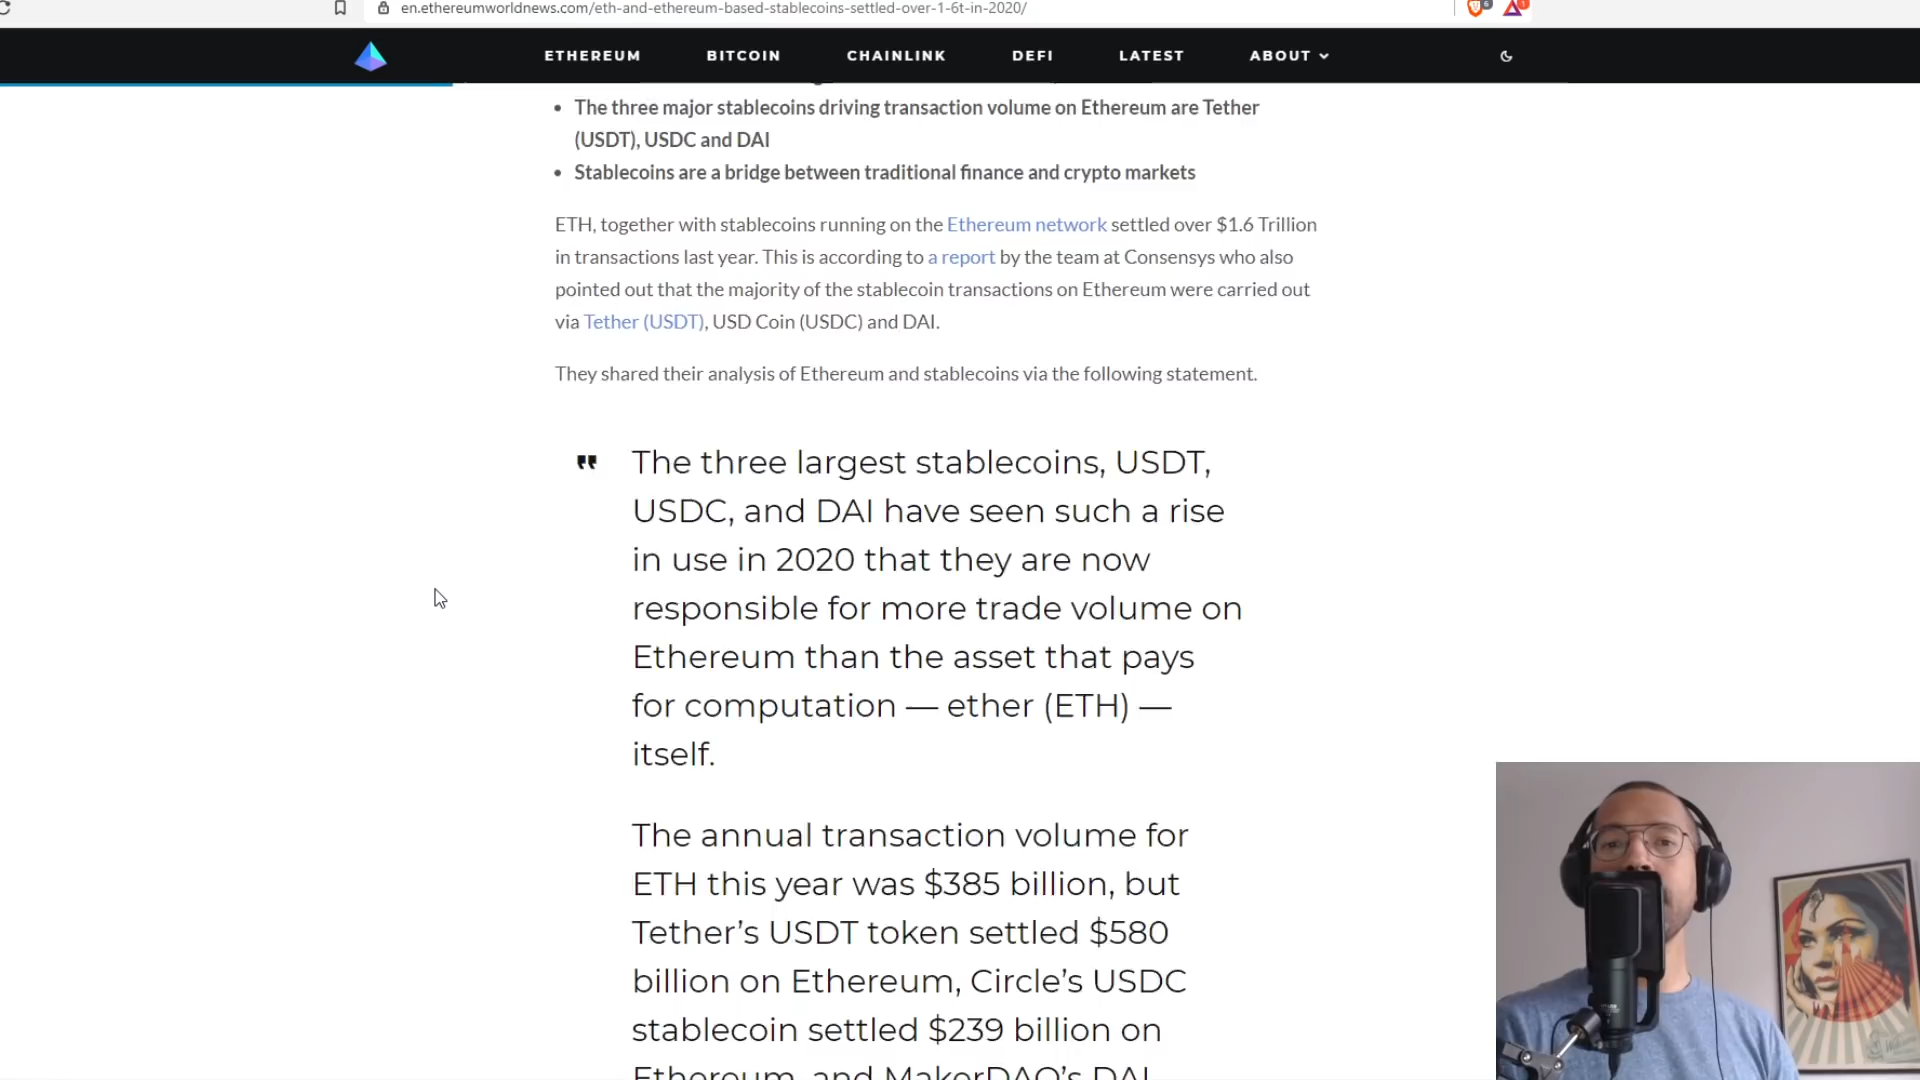 en.ethereumworldnews.com/eth-and-ethereum-based-stablecoins-settled-over-1-6t-in-2020/
ETHEREUM BITCOIN CHAINLINK DEFI LATEST ABOUT
• The three major stablecoins driving transaction volume on Ethereum are Tether
(USDT), USDC and DAI
• Stablecoins are a bridge between traditional finance and crypto markets
ETH, together with stablecoins running on the Ethereum network settled over $1.6 Trillion
in transactions last year. This is according to a report by the team at Consensys who also
pointed out that the majority of the stablecoin transactions on Ethereum were carried out
via Tether (USDT), USD Coin (USDC) and DAI.
They shared their analysis of Ethereum and stablecoins via the following statement.
" The three largest stablecoins, USDT,
USDC, and DAI have seen such a rise
in use in 2020 that they are now
responsible for more trade volume on
Ethereum than the asset that pays
for computation — ether (ETH) —
itself.
The annual transaction volume for
ETH this year was $385 billion, but
Tether's USDT token settled $580
billion on Ethereum, Circle's USDC
stablecoin settled $239 billion on
Ethereum, and MakerDAO's DAI